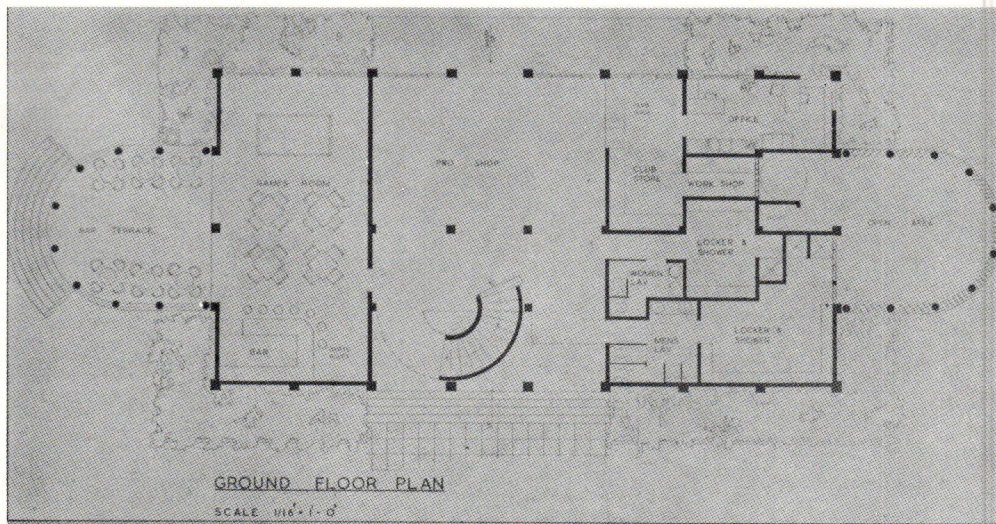 OFFICE
PRO SHOP
CLUB
STORE
WORK SHOP
GAMES ROOM
BAR TERRACE
OPEN AREA
LOCKER &
SHOWER
WOMEN
LAV
LOCKER &
SHOWER
MENS
LAV
BAR
GROUND FLOOR PLAN
SCALE 1/16" = 1'-0"